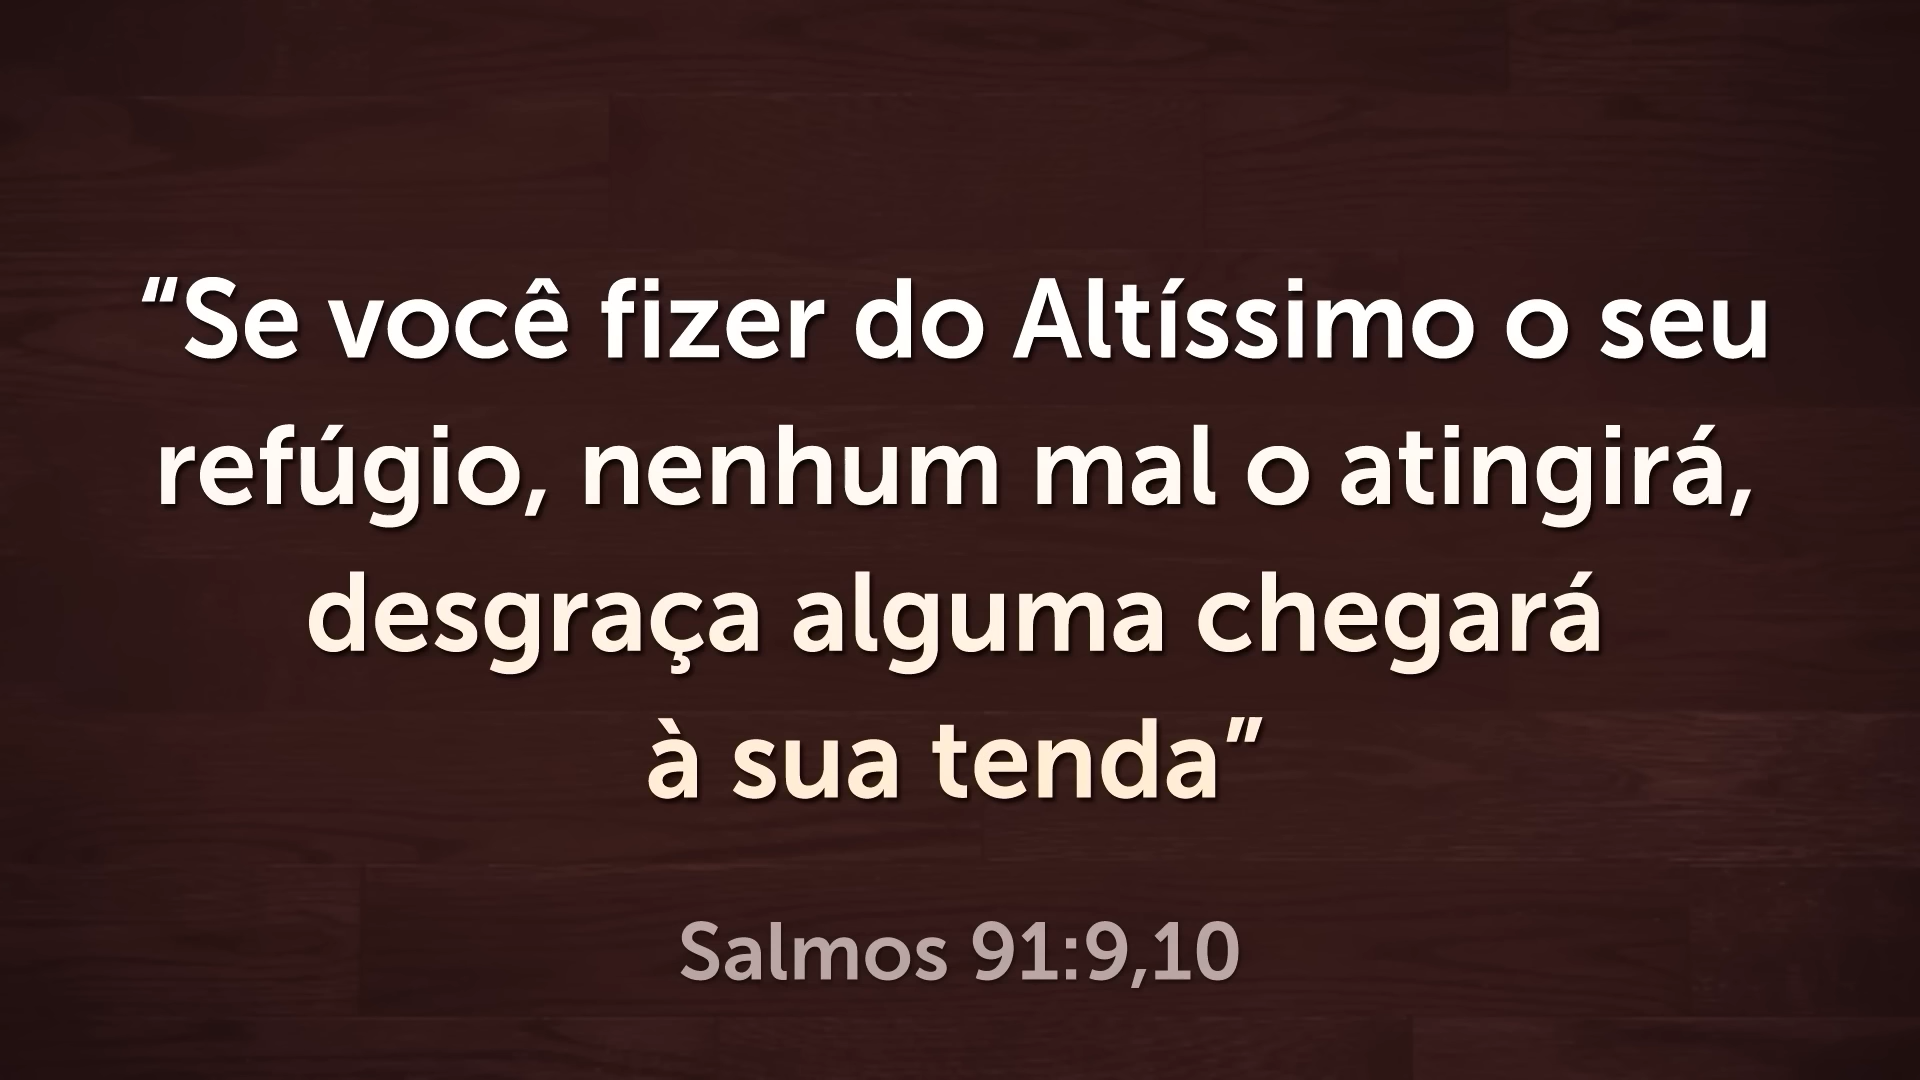 “Se você fizer do Altíssimo o seu
refúgio, nenhum mal o atingirá,
desgraça alguma chegará
à sua tenda”
Salmos 91:9,10